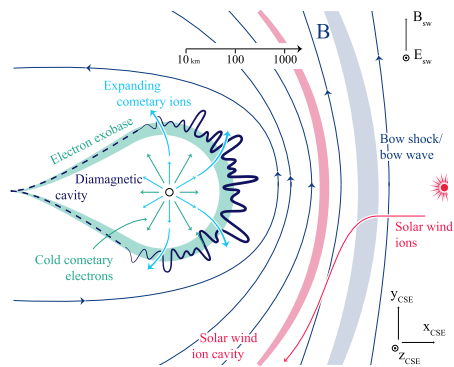 B
B_sw
E_sw
10 km 100 1000
Expanding
cometary ions
Electron exobase
Bow shock/
bow wave
Diamagnetic
cavity
Solar wind
ions
Cold cometary
electrons
y_CSE
x_CSE
z_CSE
Solar wind
ion cavity